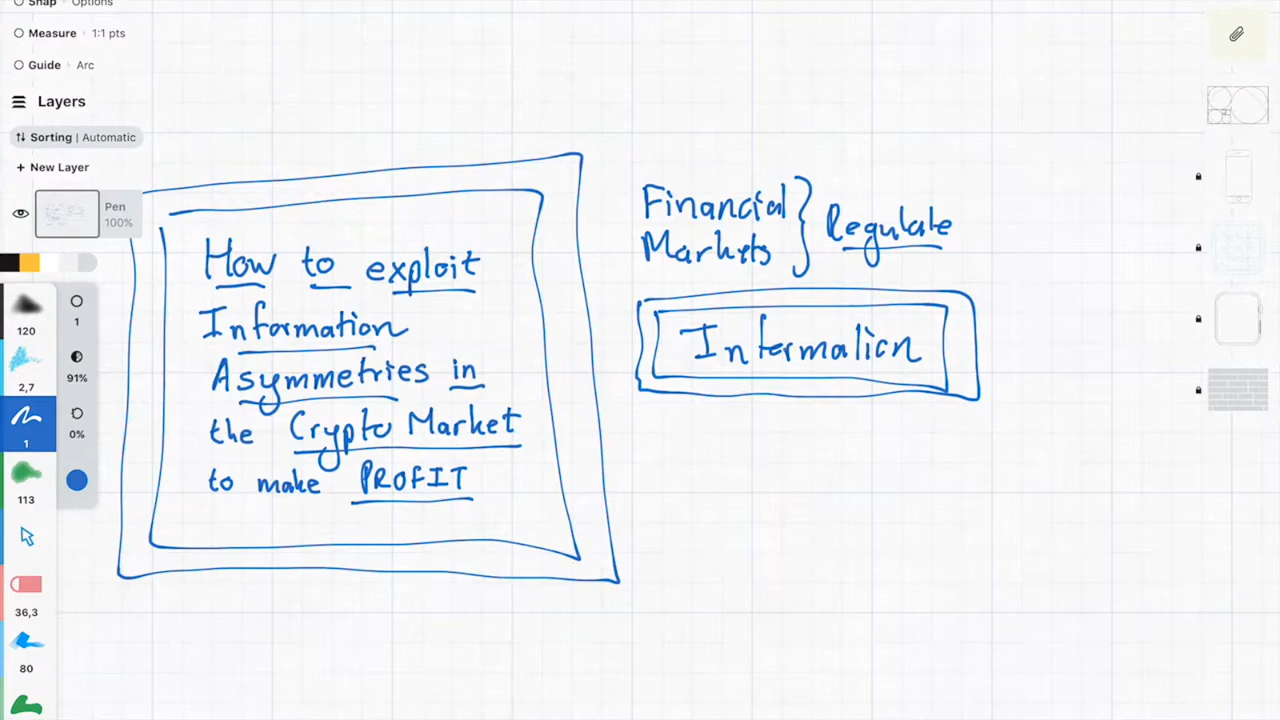 Snap Options
Measure 1:1 pts
Guide Arc
Layers
Sorting | Automatic
+ New Layer
Pen
100%
120
1
2,7
91%
1
0%
113
36,3
80
How to exploit
Information
Asymmetries in
the Crypto Market
to make PROFIT
Financial
Markets } Regulate
Information